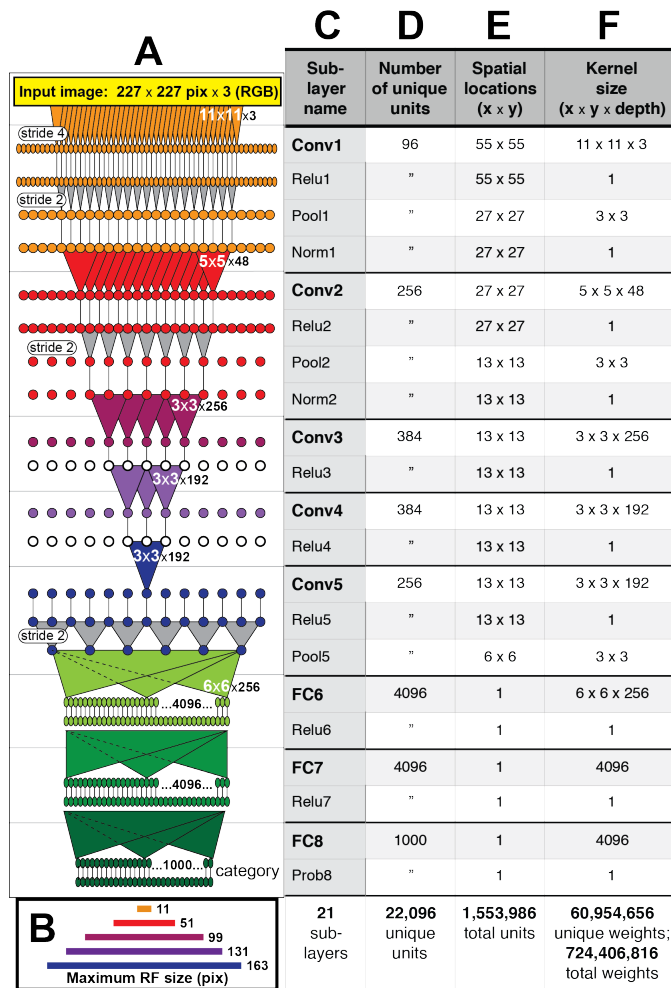 A
Input image: 227 x 227 pix x 3 (RGB)
11x11x3
stride 4
stride 2
5x5x48
stride 2
3x3x256
3x3x192
3x3x192
stride 2
6x6x256
...4096...
...4096...
...1000...
category
B
11
51
99
131
163
Maximum RF size (pix)
C D E F
Sub-layer name Number of unique units Spatial locations (x x y) Kernel size (x x y x depth)
Conv1 96 55 x 55 11 x 11 x 3
Relu1 " 55 x 55 1
Pool1 " 27 x 27 3 x 3
Norm1 " 27 x 27 1
Conv2 256 27 x 27 5 x 5 x 48
Relu2 " 27 x 27 1
Pool2 " 13 x 13 3 x 3
Norm2 " 13 x 13 1
Conv3 384 13 x 13 3 x 3 x 256
Relu3 " 13 x 13 1
Conv4 384 13 x 13 3 x 3 x 192
Relu4 " 13 x 13 1
Conv5 256 13 x 13 3 x 3 x 192
Relu5 " 13 x 13 1
Pool5 " 6 x 6 3 x 3
FC6 4096 1 6 x 6 x 256
Relu6 " 1 1
FC7 4096 1 4096
Relu7 " 1 1
FC8 1000 1 4096
Prob8 " 1 1
21 sub-layers 22,096 unique units 1,553,986 total units 60,954,656 unique weights; 724,406,816 total weights